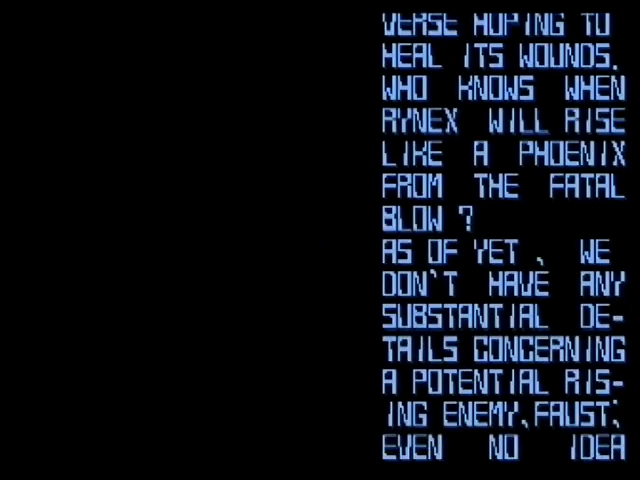 VERSE HOPING TO
HEAL ITS WOUNDS.
WHO KNOWS WHEN
RYNEX WILL RISE
LIKE A PHOENIX
FROM THE FATAL
BLOW ?
AS OF YET , WE
DON'T HAVE ANY
SUBSTANTIAL DE-
TAILS CONCERNING
A POTENTIAL RIS-
ING ENEMY,FAUST;
EVEN NO IDEA